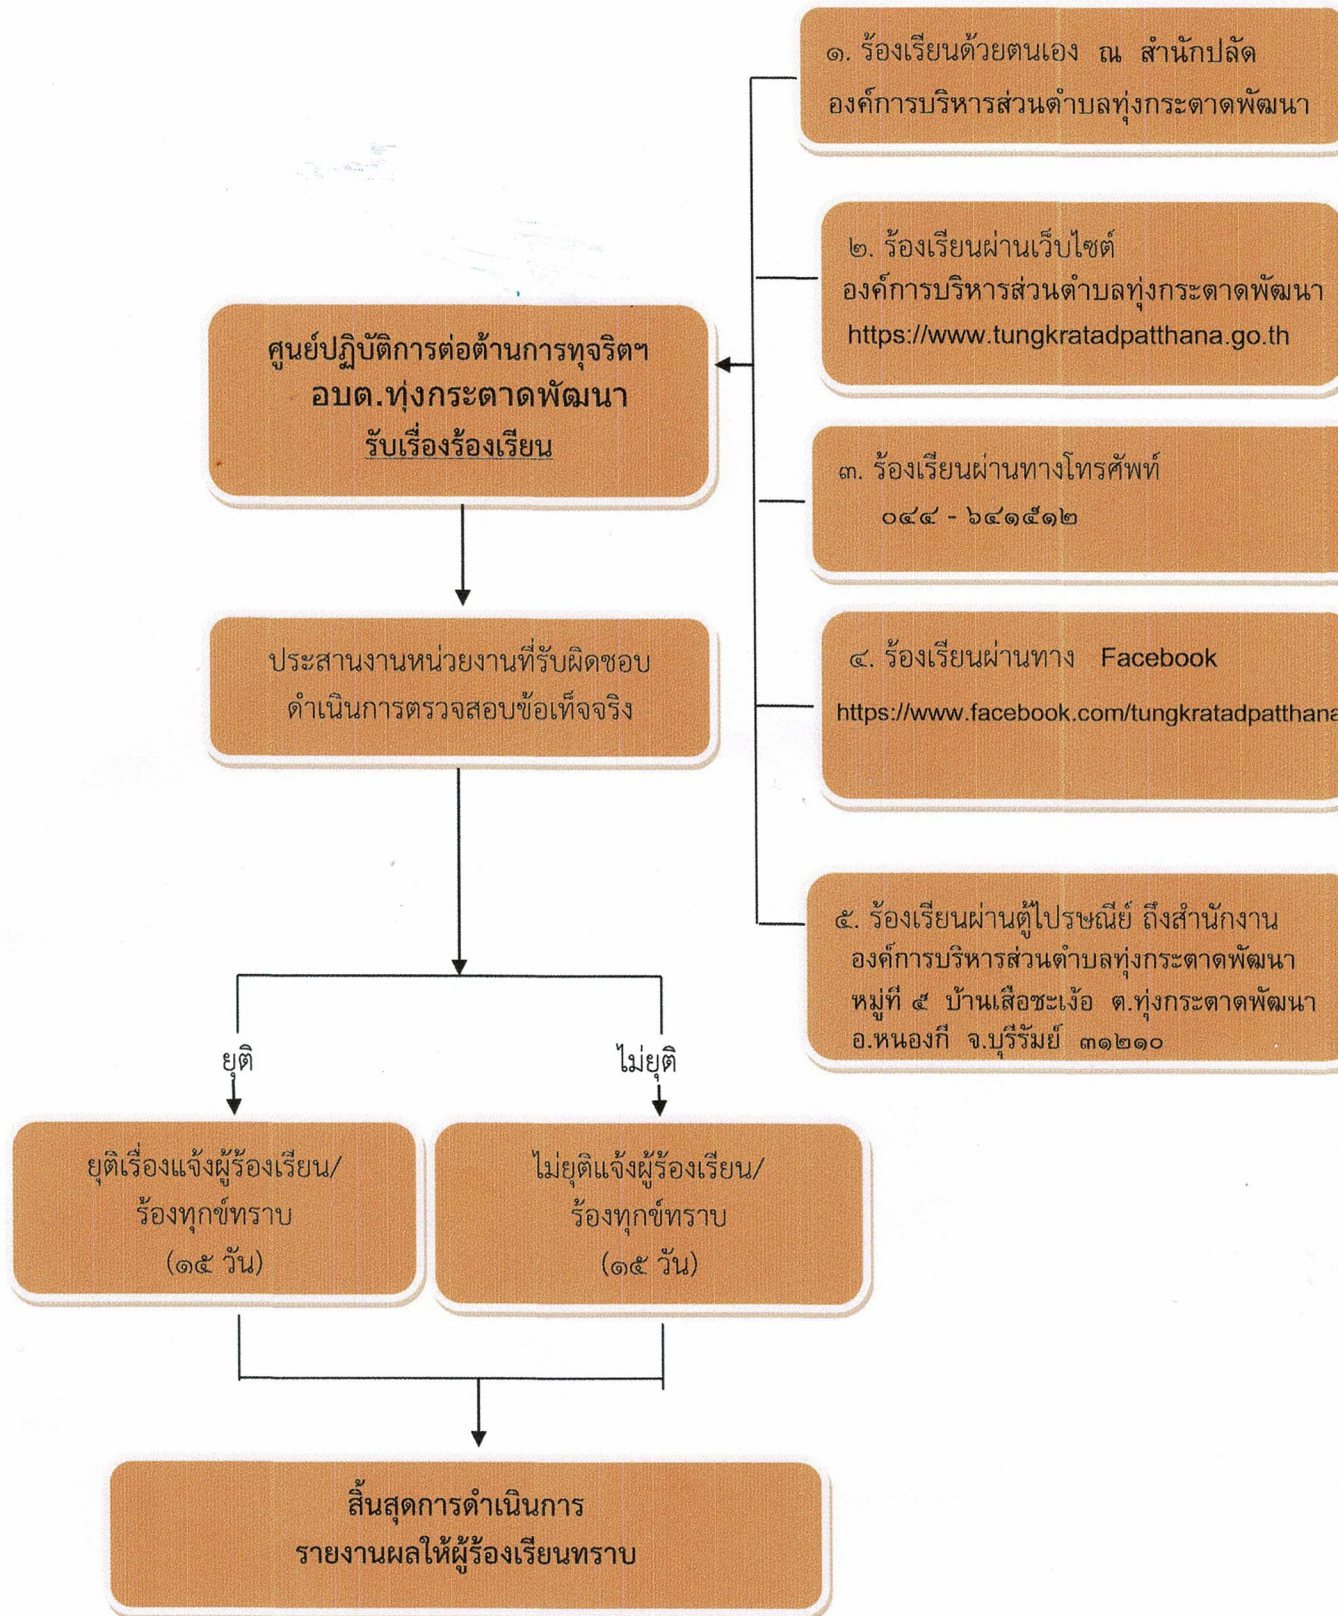 ๑. ร้องเรียนด้วยตนเอง ณ สำนักปลัด
องค์การบริหารส่วนตำบลทุ่งกระตาดพัฒนา
๒. ร้องเรียนผ่านเว็บไซต์
องค์การบริหารส่วนตำบลทุ่งกระตาดพัฒนา
https://www.tungkratadpatthana.go.th
ศูนย์ปฏิบัติการต่อต้านการทุจริตฯ
อบต.ทุ่งกระตาดพัฒนา
รับเรื่องร้องเรียน
๓. ร้องเรียนผ่านทางโทรศัพท์
๐๔๔ - ๖๔๑๕๑๒
๔. ร้องเรียนผ่านทาง Facebook
https://www.facebook.com/tungkratadpatthana
๕. ร้องเรียนผ่านตู้ไปรษณีย์ ถึงสำนักงาน
องค์การบริหารส่วนตำบลทุ่งกระตาดพัฒนา
หมู่ที่ ๕ บ้านเสือชะเง้อ ต.ทุ่งกระตาดพัฒนา
อ.หนองกี่ จ.บุรีรัมย์ ๓๑๒๑๐
ประสานงานหน่วยงานที่รับผิดชอบ
ดำเนินการตรวจสอบข้อเท็จจริง
ยุติ
ไม่ยุติ
ยุติเรื่องแจ้งผู้ร้องเรียน/
ร้องทุกข์ทราบ
(๑๕ วัน)
ไม่ยุติแจ้งผู้ร้องเรียน/
ร้องทุกข์ทราบ
(๑๕ วัน)
สิ้นสุดการดำเนินการ
รายงานผลให้ผู้ร้องเรียนทราบ